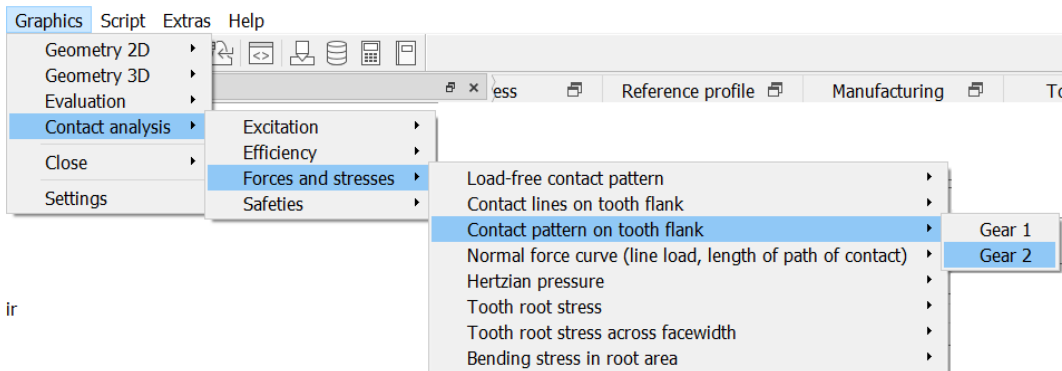 Graphics Script Extras Help
Geometry 2D
Geometry 3D
Evaluation
Contact analysis
Close
Settings
ess Reference profile Manufacturing To
Excitation
Efficiency
Forces and stresses
Safeties
Load-free contact pattern
Contact lines on tooth flank
Contact pattern on tooth flank
Normal force curve (line load, length of path of contact)
Hertzian pressure
Tooth root stress
Tooth root stress across facewidth
Bending stress in root area
Gear 1
Gear 2
ir